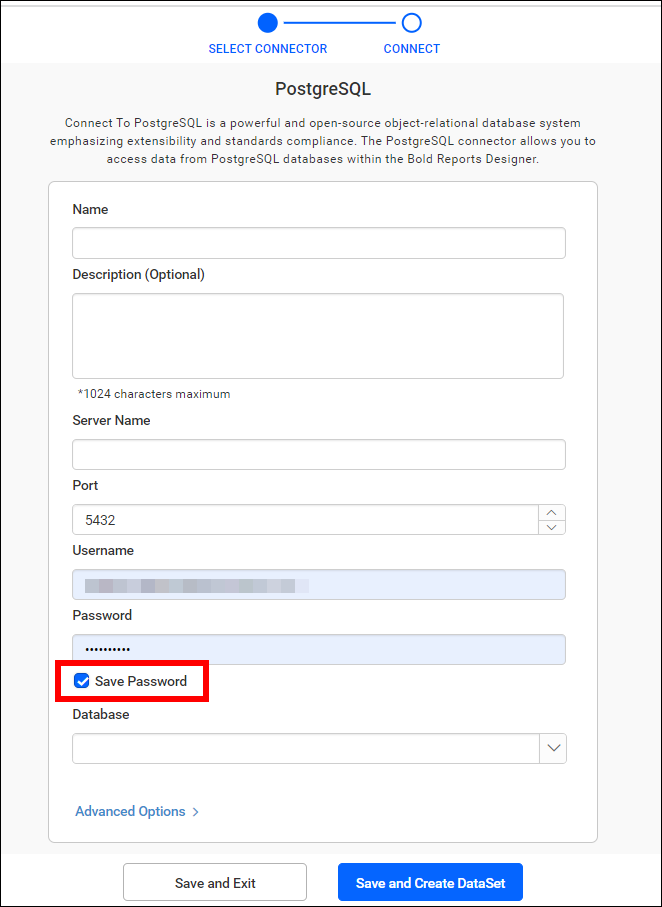 SELECT CONNECTOR
CONNECT
PostgreSQL
Connect To PostgreSQL is a powerful and open-source object-relational database system
emphasizing extensibility and standards compliance. The PostgreSQL connector allows you to
access data from PostgreSQL databases within the Bold Reports Designer.
Name
Description (Optional)
*1024 characters maximum
Server Name
Port
5432
Username
Password
••••••••••
Save Password
Database
Advanced Options >
Save and Exit
Save and Create DataSet